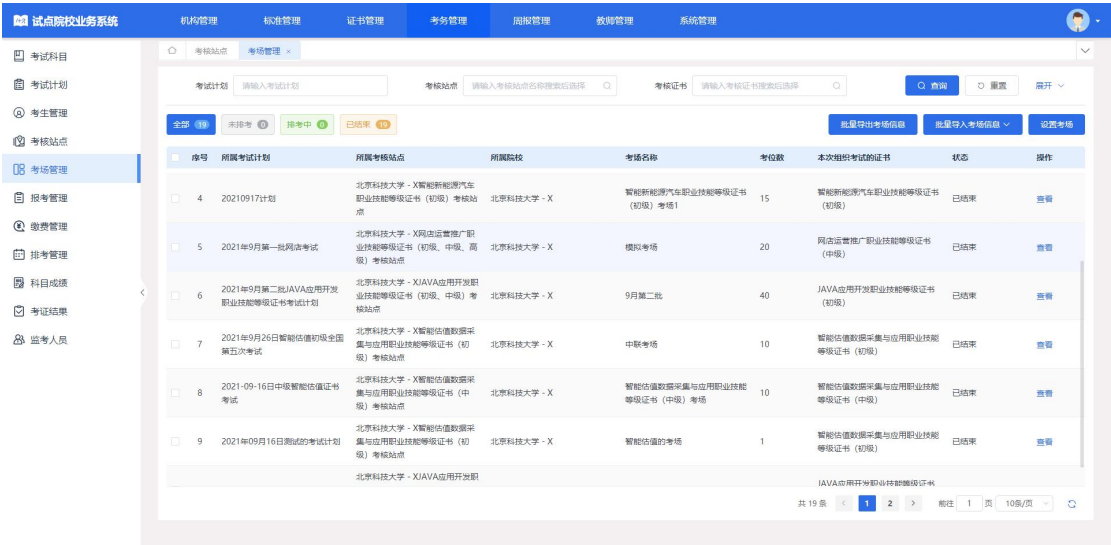 试点院校业务系统 机构管理 标准管理 证书管理 考务管理 周报管理 教师管理 系统管理
考试科目
考试计划
考生管理
考核站点
考场管理
报考管理
缴费管理
排考管理
科目成绩
考证结果
监考人员
考核站点 考场管理 ×
考试计划 请输入考试计划 考核站点 请输入考核站点名称搜索后选择 考核证书 请输入考核证书搜索后选择 查询 重置 展开
全部 19 未排考 0 排考中 0 已结束 19 批量导出考场信息 批量导入考场信息 设置考场
序号 所属考试计划 所属考核站点 所属院校 考场名称 考位数 本次组织考试的证书 状态 操作
4 20210917计划 北京科技大学 - X智能新能源汽车 北京科技大学 - X 智能新能源汽车职业技能等级证书 15 智能新能源汽车职业技能等级证书 已结束 查看
职业技能等级证书（初级）考核站 （初级）考场1 （初级）
点
5 2021年9月第一批网店考试 北京科技大学 - X网店运营推广职 北京科技大学 - X 模拟考场 20 网店运营推广职业技能等级证书 已结束 查看
业技能等级证书（初级、中级、高 （中级）
级）考核站点
6 2021年9月第二批JAVA应用开发 北京科技大学 - XJAVA应用开发职 北京科技大学 - X 9月第二批 40 JAVA应用开发职业技能等级证书 已结束 查看
职业技能等级证书考试计划 业技能等级证书（初级、中级）考 （初级）
核站点
7 2021年9月26日智能估值初级全国 北京科技大学 - X智能估值数据采 北京科技大学 - X 中联考场 10 智能估值数据采集与应用职业技能 已结束 查看
第五次考试 集与应用职业技能等级证书（初 等级证书（初级）
级）考核站点
8 2021-09-16日中级智能估值证书 北京科技大学 - X智能估值数据采 北京科技大学 - X 智能估值数据采集与应用职业技能 10 智能估值数据采集与应用职业技能 已结束 查看
考试 集与应用职业技能等级证书（中 等级证书（中级）考场 等级证书（中级）
级）考核站点
9 2021年09月16日测试的考试计划 北京科技大学 - X智能估值数据采 北京科技大学 - X 智能估值的考场 1 智能估值数据采集与应用职业技能 已结束 查看
集与应用职业技能等级证书（初 等级证书（初级）
级）考核站点
北京科技大学 - XJAVA应用开发职 JAVA应用开发职业技能等级证书
共 19 条 1 2 前往 1 页 10条/页